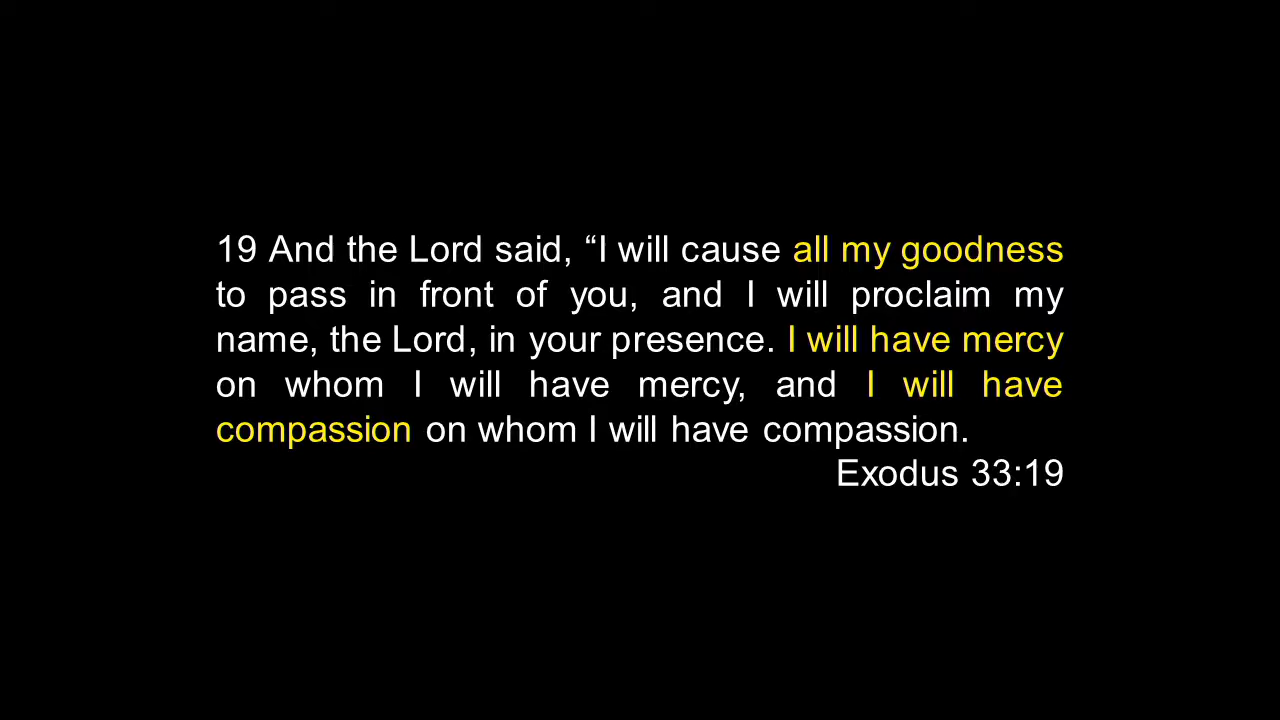 19 And the Lord said, “I will cause all my goodness
to pass in front of you, and I will proclaim my
name, the Lord, in your presence. I will have mercy
on whom I will have mercy, and I will have
compassion on whom I will have compassion.
Exodus 33:19